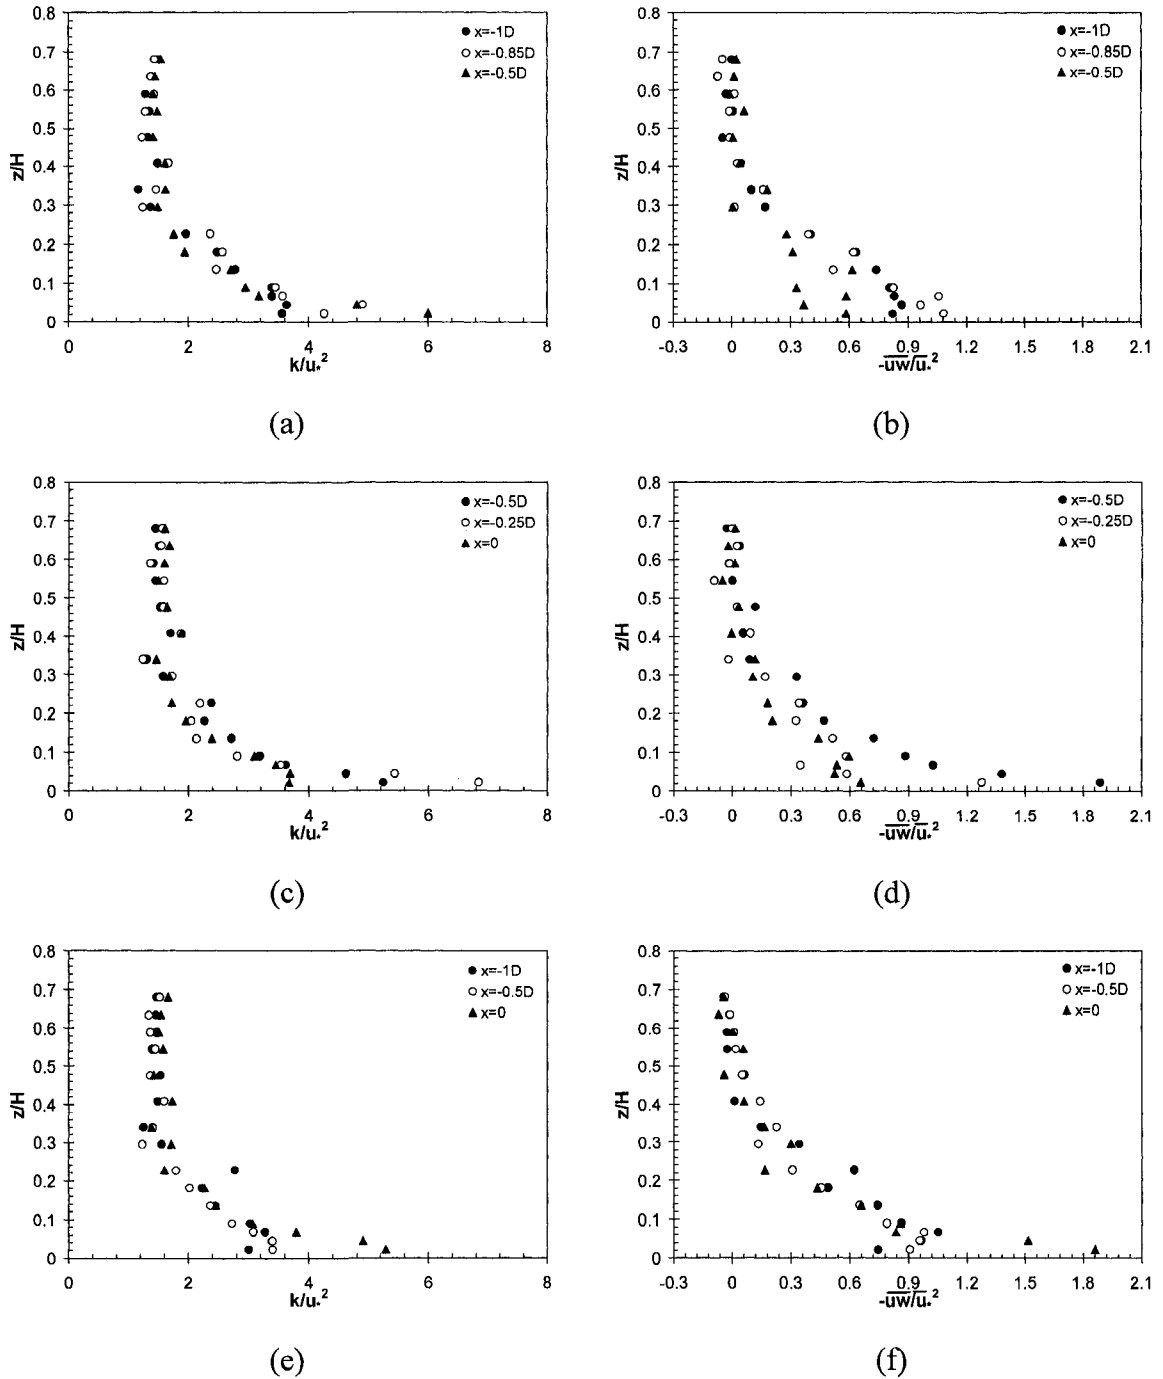 0.8
0.7
0.6
0.5
0.4
0.3
0.2
0.1
0
z/H
0 2 4 6 8
k/u*²
x=-1D
x=-0.85D
x=-0.5D
(a)
0.8
0.7
0.6
0.5
0.4
0.3
0.2
0.1
0
z/H
-0.3 0 0.3 0.6 0.9 1.2 1.5 1.8 2.1
-uw/u*²
x=-1D
x=-0.85D
x=-0.5D
(b)
0.8
0.7
0.6
0.5
0.4
0.3
0.2
0.1
0
z/H
0 2 4 6 8
k/u*²
x=-0.5D
x=-0.25D
x=0
(c)
0.8
0.7
0.6
0.5
0.4
0.3
0.2
0.1
0
z/H
-0.3 0 0.3 0.6 0.9 1.2 1.5 1.8 2.1
-uw/u*²
x=-0.5D
x=-0.25D
x=0
(d)
0.8
0.7
0.6
0.5
0.4
0.3
0.2
0.1
0
z/H
0 2 4 6 8
k/u*²
x=-1D
x=-0.5D
x=0
(e)
0.8
0.7
0.6
0.5
0.4
0.3
0.2
0.1
0
z/H
-0.3 0 0.3 0.6 0.9 1.2 1.5 1.8 2.1
-uw/u*²
x=-1D
x=-0.5D
x=0
(f)